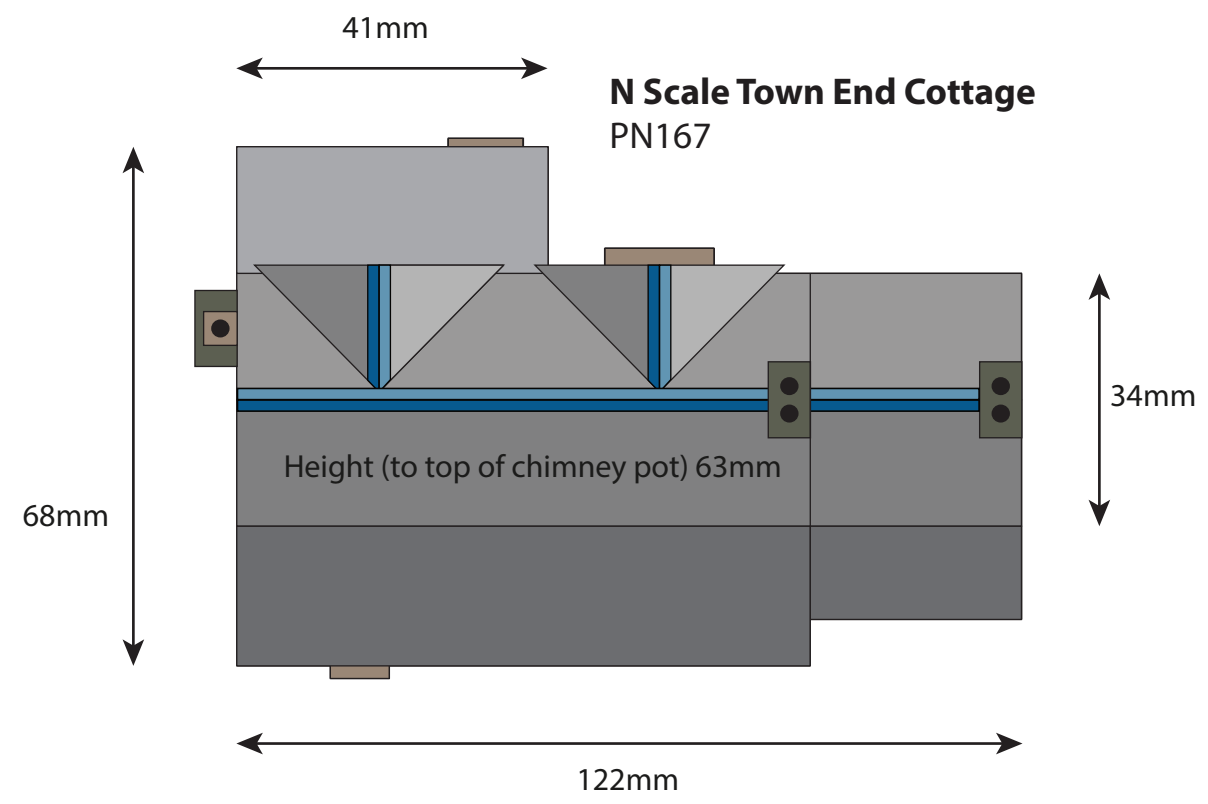 41mm
N Scale Town End Cottage
PN167
34mm
Height (to top of chimney pot) 63mm
68mm
122mm